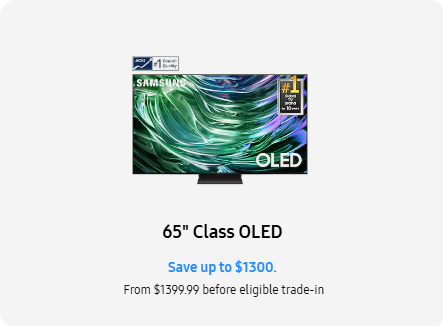 ACSI #1 Overall
Quality
SAMSUNG
#1
Global
TV
Brand
for 18 years
OLED
65" Class OLED
Save up to $1300.
From $1399.99 before eligible trade-in